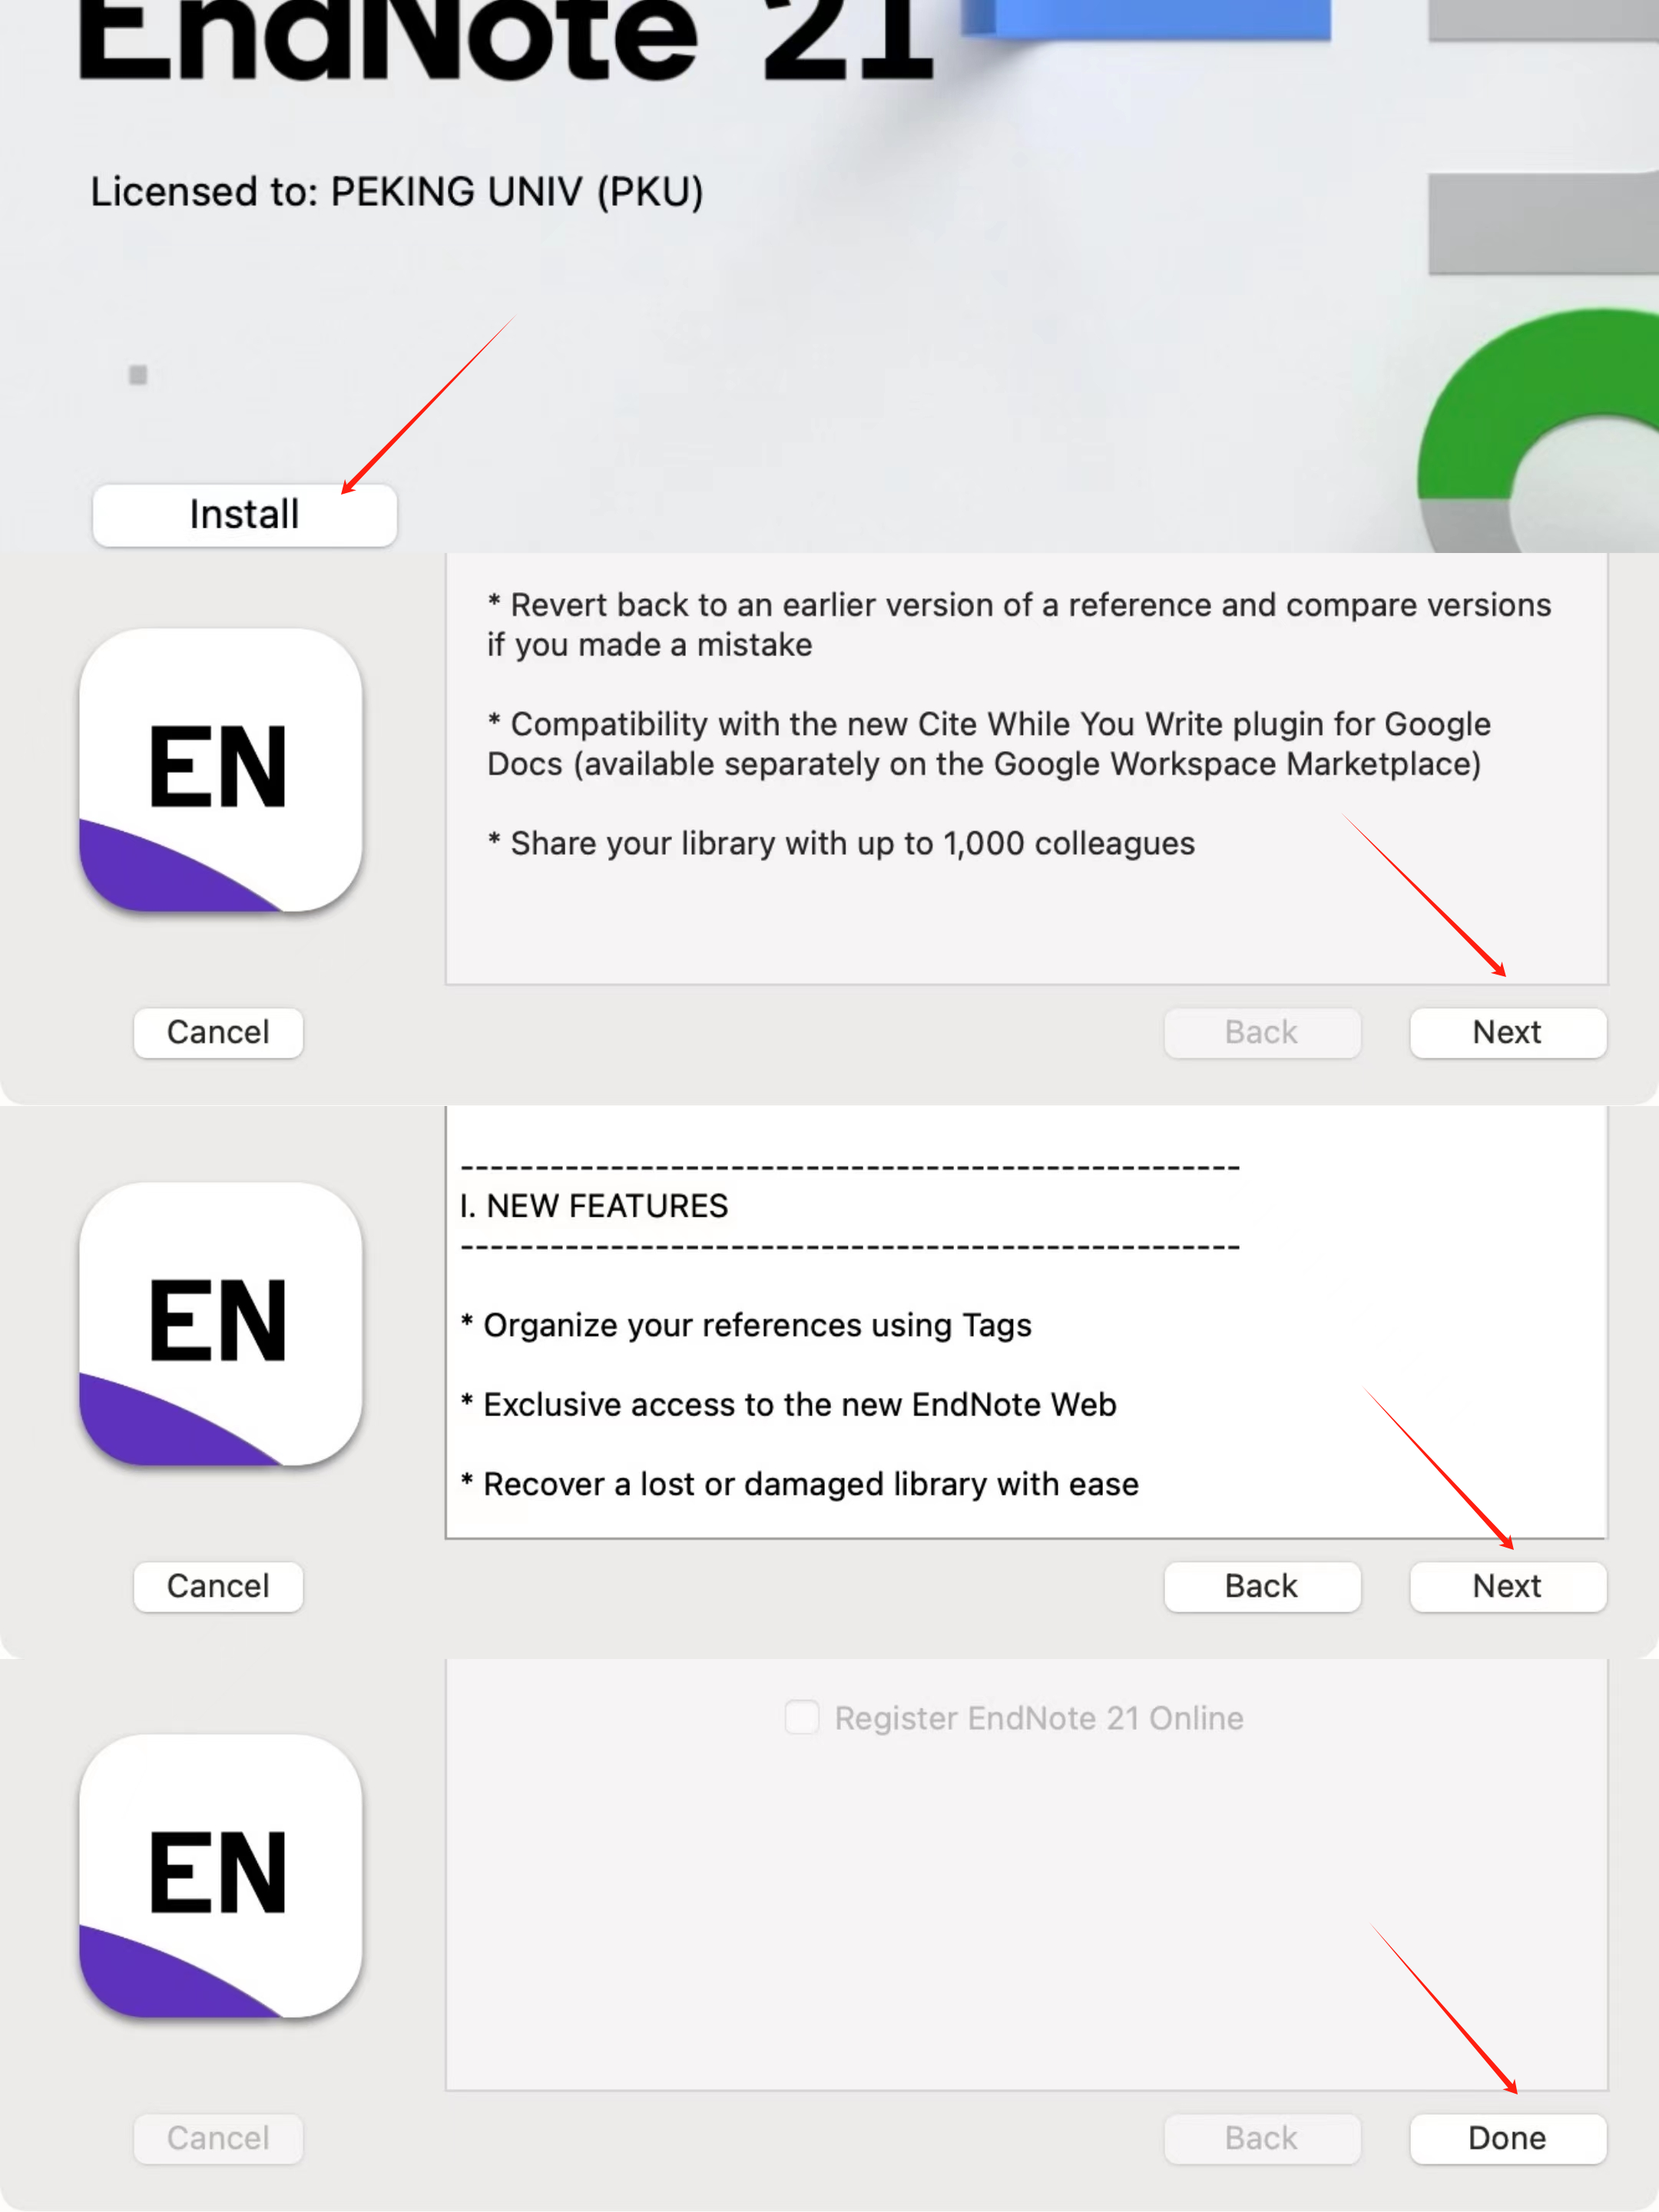 EndNote 21
Licensed to: PEKING UNIV (PKU)
Install
* Revert back to an earlier version of a reference and compare versions
if you made a mistake
* Compatibility with the new Cite While You Write plugin for Google
Docs (available separately on the Google Workspace Marketplace)
* Share your library with up to 1,000 colleagues
EN
Cancel
Back
Next
-----------------------------------------------------
I. NEW FEATURES
-----------------------------------------------------
* Organize your references using Tags
* Exclusive access to the new EndNote Web
* Recover a lost or damaged library with ease
EN
Cancel
Back
Next
Register EndNote 21 Online
EN
Cancel
Back
Done